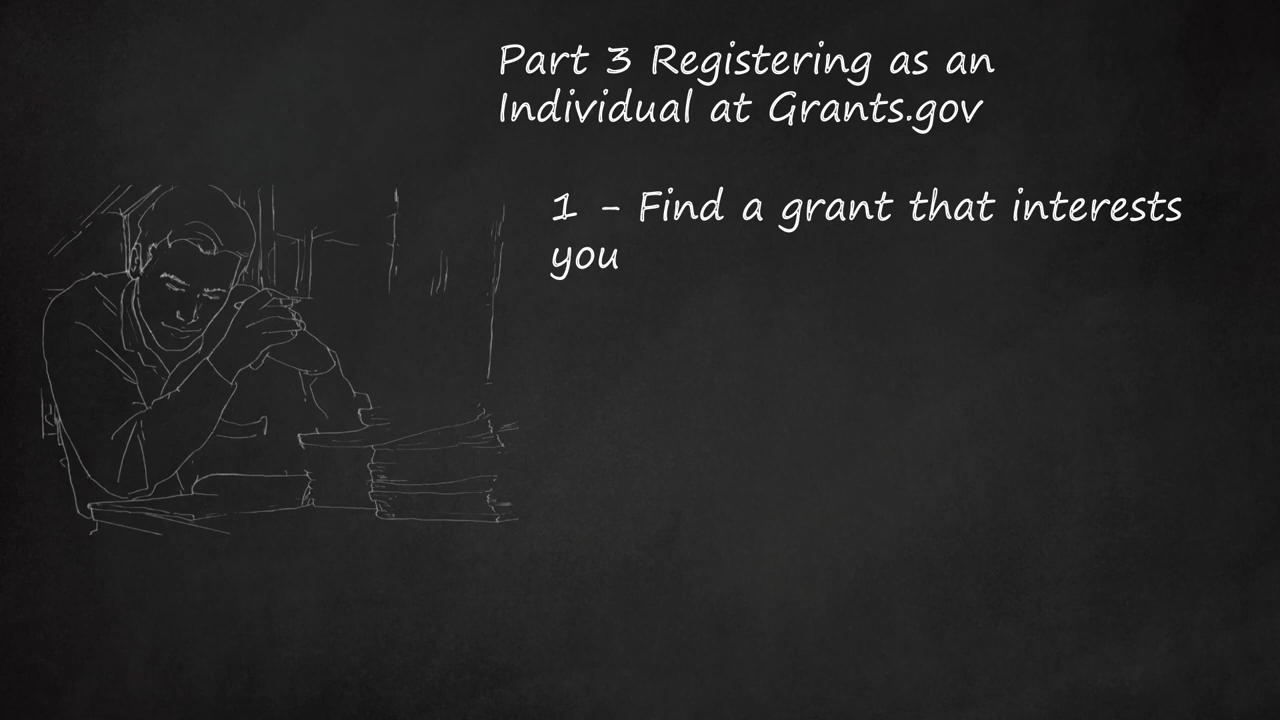 Part 3 Registering as an
Individual at Grants.gov
1 - Find a grant that interests
you